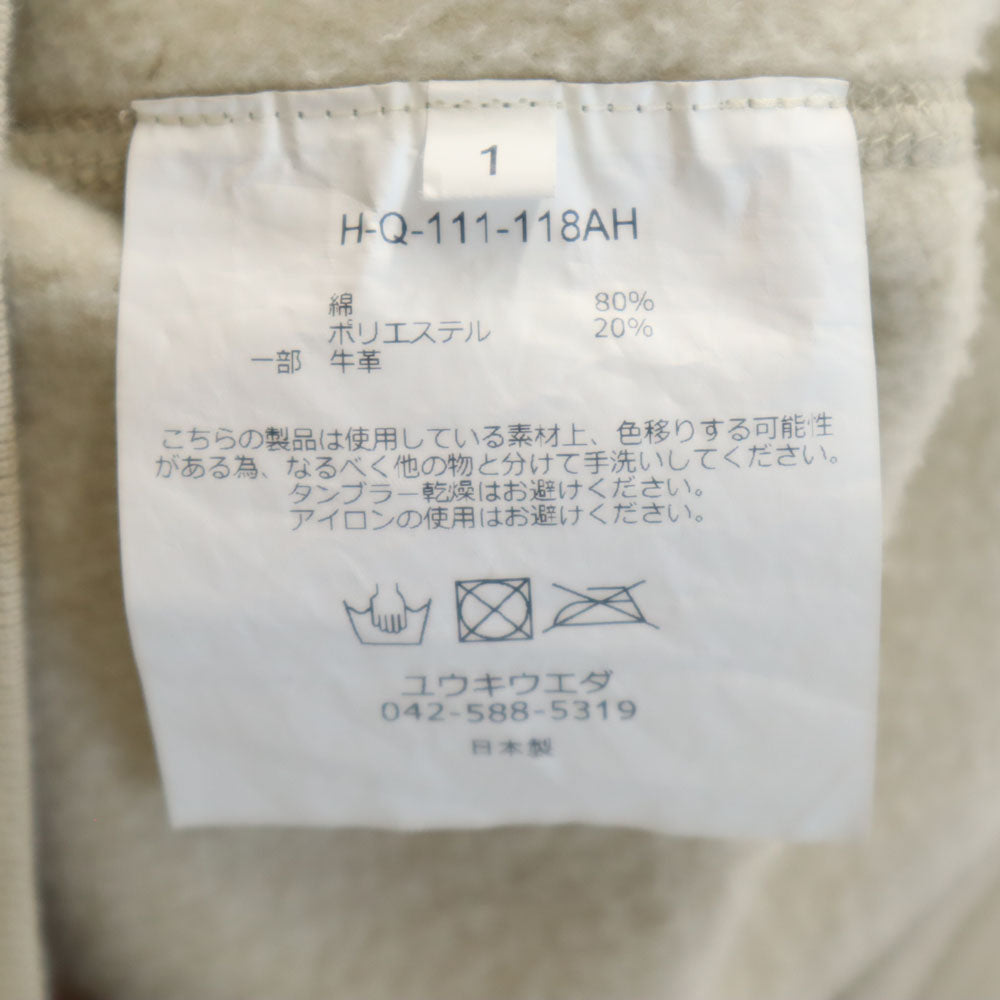 1
H-Q-111-118AH
綿 80%
ポリエステル 20%
一部 牛革
こちらの製品は使用している素材上、色移りする可能性
がある為、なるべく他の物と分けて手洗いしてください。
タンブラー乾燥はお避けください。
アイロンの使用はお避けください。
ユウキウエダ
042-588-5319
日本製